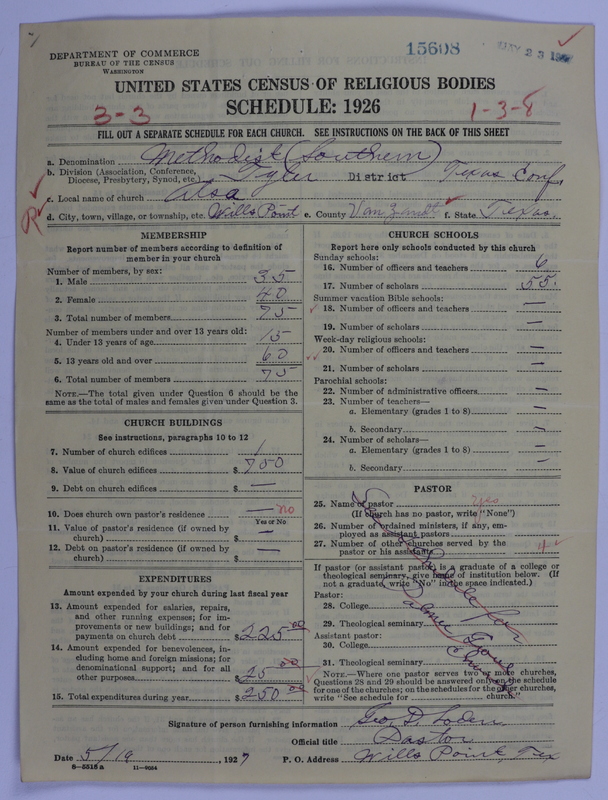 15608
MAY 23 1927
DEPARTMENT OF COMMERCE
BUREAU OF THE CENSUS
WASHINGTON
UNITED STATES CENSUS OF RELIGIOUS BODIES
SCHEDULE: 1926
3-3
1-3-8
FILL OUT A SEPARATE SCHEDULE FOR EACH CHURCH. SEE INSTRUCTIONS ON THE BACK OF THIS SHEET
a. Denomination Methodist (Southern)
b. Division (Association, Conference, Diocese, Presbytery, Synod, etc.) Tyler District Texas Conf.
c. Local name of church Alsa
R
d. City, town, village, or township, etc. Wills Point e. County Van Zandt f. State Texas
MEMBERSHIP
Report number of members according to definition of
member in your church
Number of members, by sex:
1. Male 35
2. Female 40
3. Total number of members 75
Number of members under and over 13 years old:
4. Under 13 years of age 15
5. 13 years old and over 60
6. Total number of members 75
NOTE.—The total given under Question 6 should be
same as the total of males and females given under Question 3.
CHURCH BUILDINGS
See instructions, paragraphs 10 to 12
7. Number of church edifices 1
8. Value of church edifices $ 700
9. Debt on church edifices $ —
10. Does church own pastor's residence — no
Yes or No
11. Value of pastor's residence (if owned by
church) $ —
12. Debt on pastor's residence (if owned by
church) $ —
EXPENDITURES
Amount expended by your church during last fiscal year
13. Amount expended for salaries, repairs,
and other running expenses; for im-
provements or new building; and for
payments on church debt $ 225 00
14. Amount expended for benevolences, in-
cluding home and foreign missions; for
denominational support; and for all
other purposes $ 25 00
15. Total expenditures during year $ 250 00
CHURCH SCHOOLS
Report here only schools conducted by this church
Sunday schools:
16. Number of officers and teachers 6
17. Number of scholars 55
Summer vacation Bible schools:
18. Number of officers and teachers —
19. Number of scholars —
Week-day religious schools:
20. Number of officers and teachers —
21. Number of scholars —
Parochial schools:
22. Number of administrative officers —
23. Number of teachers—
a. Elementary (grades 1 to 8) —
b. Secondary —
24. Number of scholars—
a. Elementary (grades 1 to 8) —
b. Secondary —
PASTOR
25. Name of pastor Yes
(If church has no pastor, write "None")
26. Number of ordained ministers, if any, em-
ployed as assistant pastors
27. Number of other churches served by the
pastor or his assistants 4
If pastor (or assistant pastor) is a graduate of a college or
theological seminary, give name of institution below. (If
not a graduate, write "No" in the space indicated.)
Pastor:
28. College
29. Theological seminary
Assistant pastor:
30. College
31. Theological seminary
Schedule for
Church
NOTE.—Where one pastor serves two or more churches,
Questions 28 and 29 should be answered only on the schedule
for one of the churches; on the schedules for the other churches,
write "See schedule for church."
Signature of person furnishing information Geo. D. Loden
Official title Pastor
Date 5/19, 1927 P. O. Address Wills Point, Tex
8-5515 a 11-9084